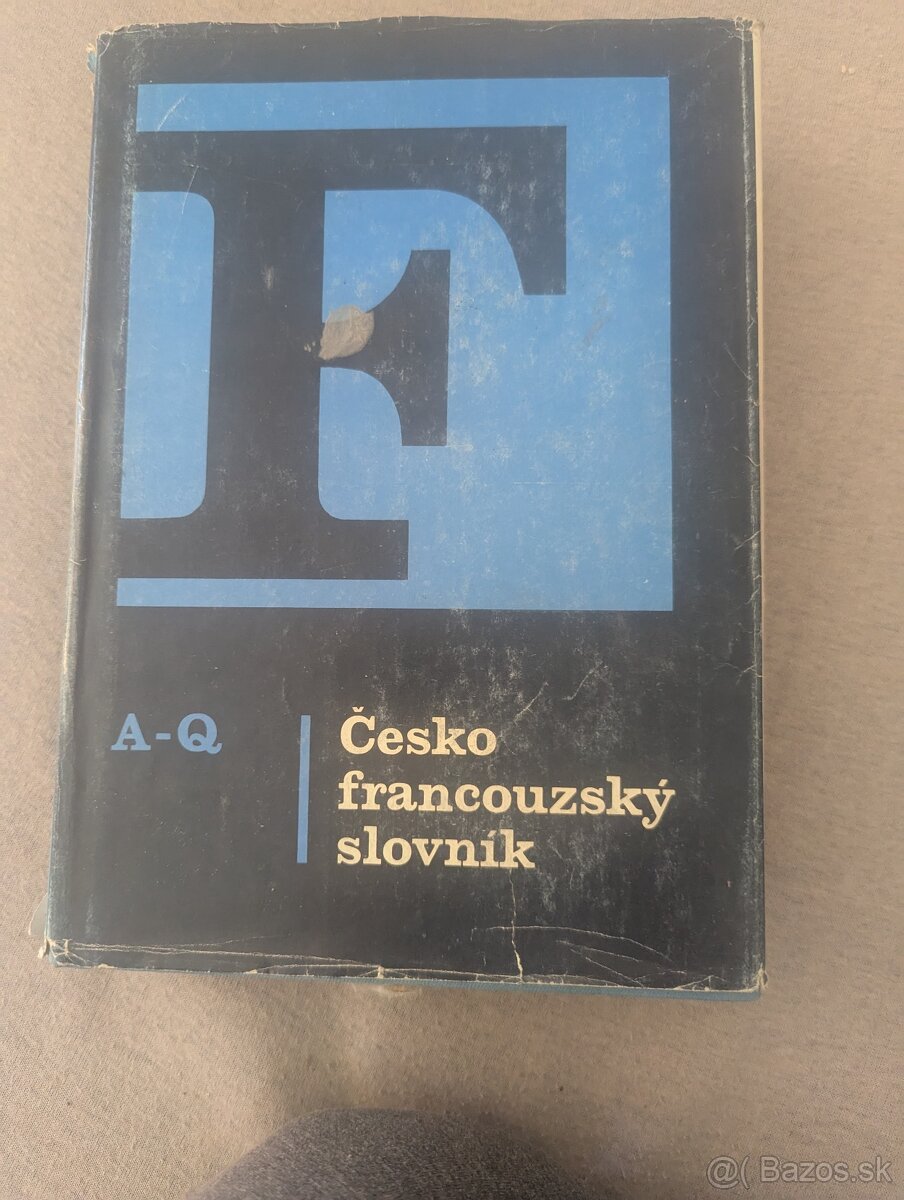 F
A-Q
Česko
francouzský
slovník
@( Bazos.sk